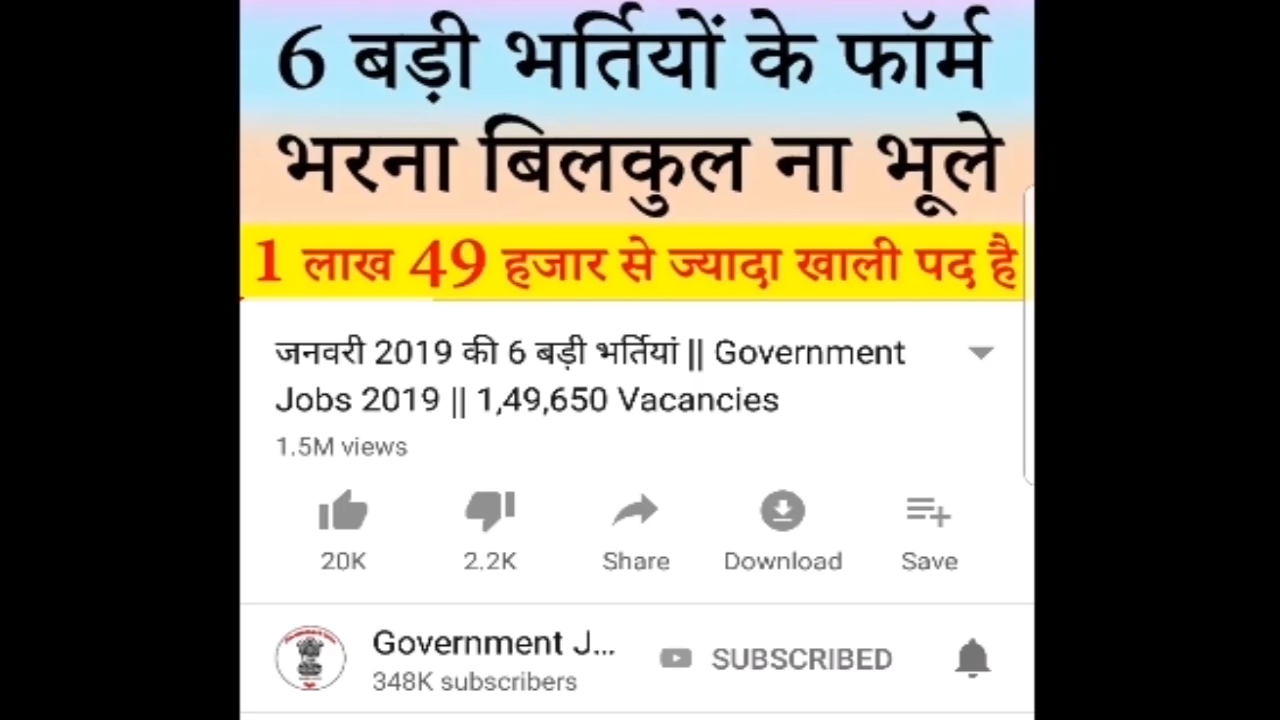 6 बड़ी भर्तियों के फॉर्म
भरना बिलकुल ना भूले
1 लाख 49 हजार से ज्यादा खाली पद है
जनवरी 2019 की 6 बड़ी भर्तियां || Government
Jobs 2019 || 1,49,650 Vacancies
1.5M views
20K 2.2K Share Download Save
Government J... SUBSCRIBED
348K subscribers